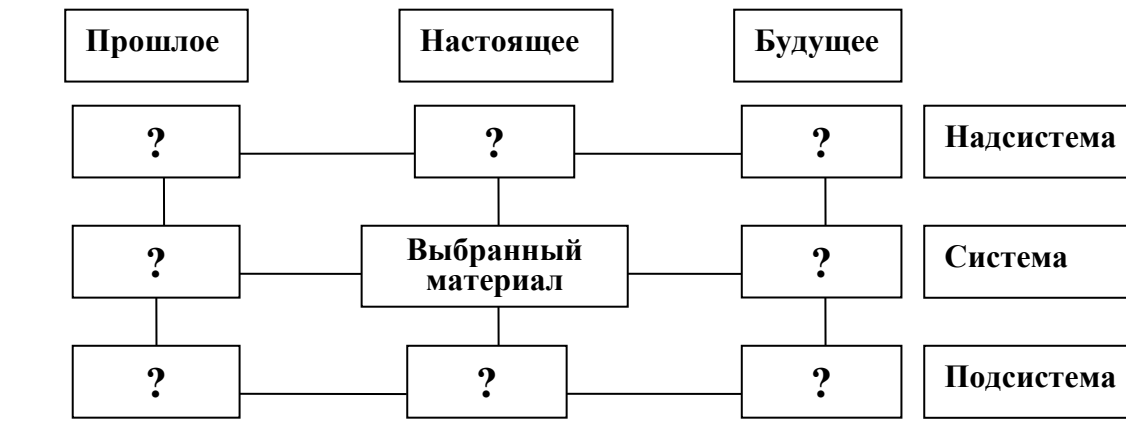 Прошлое Настоящее Будущее
? ? ? Надсистема
? Выбранный материал ? Система
? ? ? Подсистема